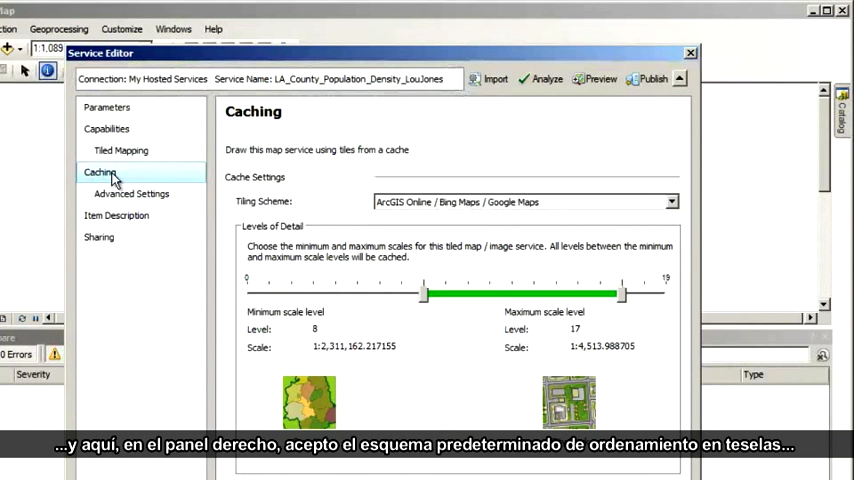 Map
ction Geoprocessing Customize Windows Help
1:1,089
Service Editor
Connection: My Hosted Services Service Name: LA_County_Population_Density_LouJones
Import Analyze Preview Publish
Parameters
Capabilities
Tiled Mapping
Caching
Advanced Settings
Item Description
Sharing
Caching
Draw this map service using tiles from a cache
Cache Settings
Tiling Scheme: ArcGIS Online / Bing Maps / Google Maps
Levels of Detail
Choose the minimum and maximum scales for this tiled map / image service. All levels between the minimum
and maximum scale levels will be cached.
0 19
Minimum scale level Maximum scale level
Level: 8 Level: 17
Scale: 1:2,311,162.217155 Scale: 1:4,513.988705
Catalog
are
0 Errors
Severity Type
...y aquí, en el panel derecho, acepto el esquema predeterminado de ordenamiento en teselas...